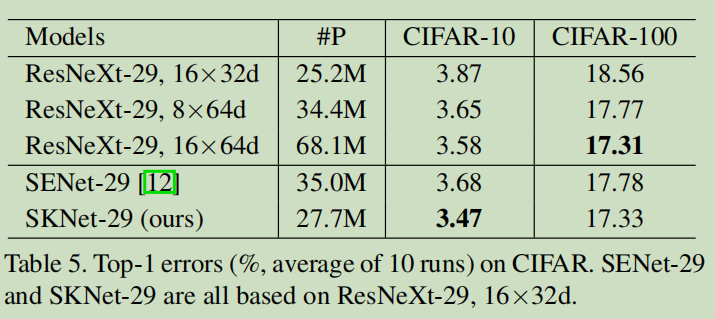 Models #P CIFAR-10 CIFAR-100
ResNeXt-29, 16×32d 25.2M 3.87 18.56
ResNeXt-29, 8×64d 34.4M 3.65 17.77
ResNeXt-29, 16×64d 68.1M 3.58 17.31
SENet-29 [12] 35.0M 3.68 17.78
SKNet-29 (ours) 27.7M 3.47 17.33
Table 5. Top-1 errors (%, average of 10 runs) on CIFAR. SENet-29
and SKNet-29 are all based on ResNeXt-29, 16×32d.